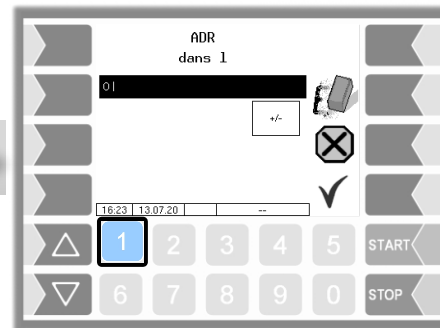 ADR
dans l
0|
+/-
16:23 13.07.20 --
1 2 3 4 5 START
6 7 8 9 0 STOP